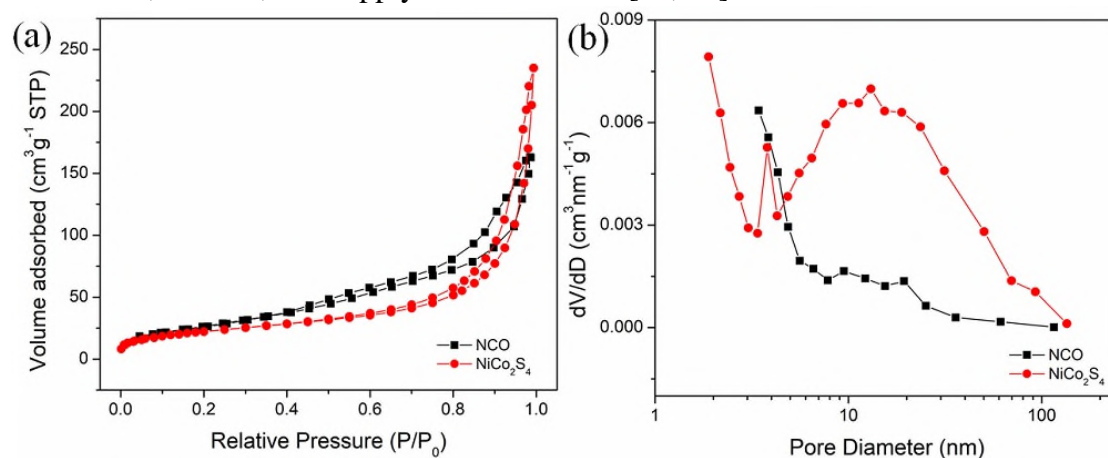 (a)
Volume adsorbed (cm³g⁻¹ STP)
250
200
150
100
50
0
0.0 0.2 0.4 0.6 0.8 1.0
Relative Pressure (P/P₀)
NCO
NiCo₂S₄
(b)
dV/dD (cm³nm⁻¹g⁻¹)
0.009
0.006
0.003
0.000
1 10 100
Pore Diameter (nm)
NCO
NiCo₂S₄